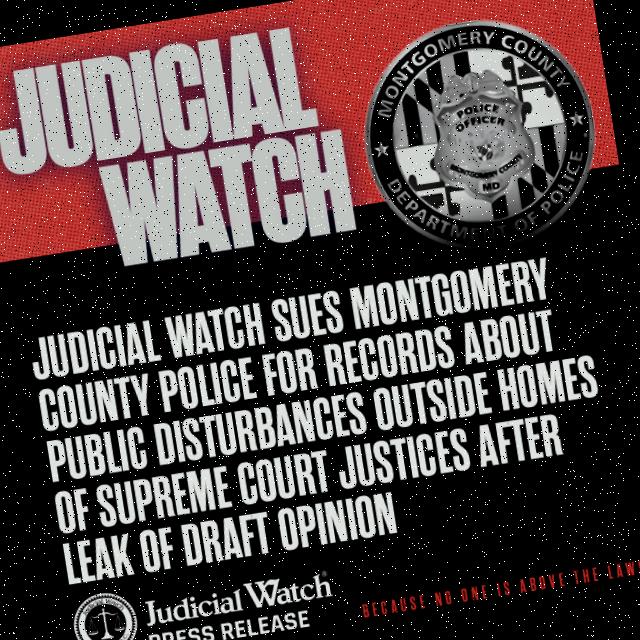 JUDICIAL
WATCH
MONTGOMERY COUNTY
POLICE
OFFICER
MONTGOMERY COUNTY
MD
OF POLICE
JUDICIAL WATCH SUES MONTGOMERY
COUNTY POLICE FOR RECORDS ABOUT
PUBLIC DISTURBANCES OUTSIDE HOMES
OF SUPREME COURT JUSTICES AFTER
LEAK OF DRAFT OPINION
Judicial Watch®
PRESS RELEASE
BECAUSE NO ONE IS ABOVE THE LAW